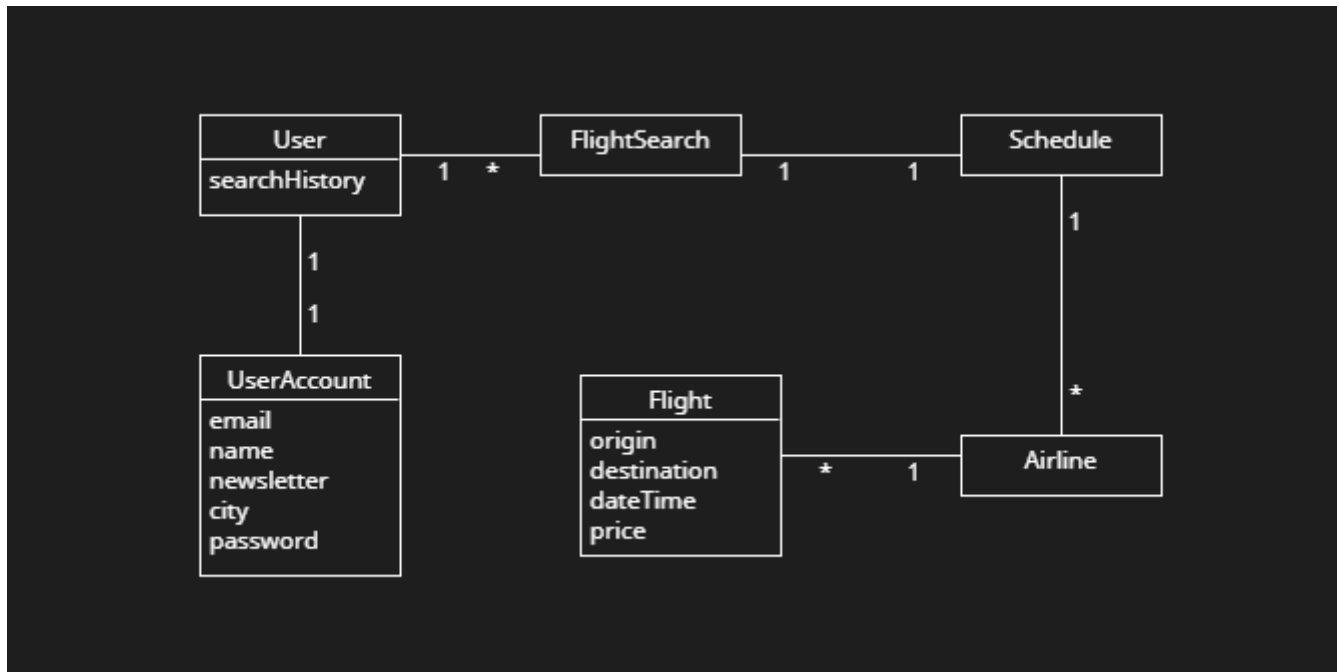 User
searchHistory
1
*
FlightSearch
1
1
Schedule
1
*
1
1
UserAccount
email
name
newsletter
city
password
Flight
origin
destination
dateTime
price
*
1
Airline